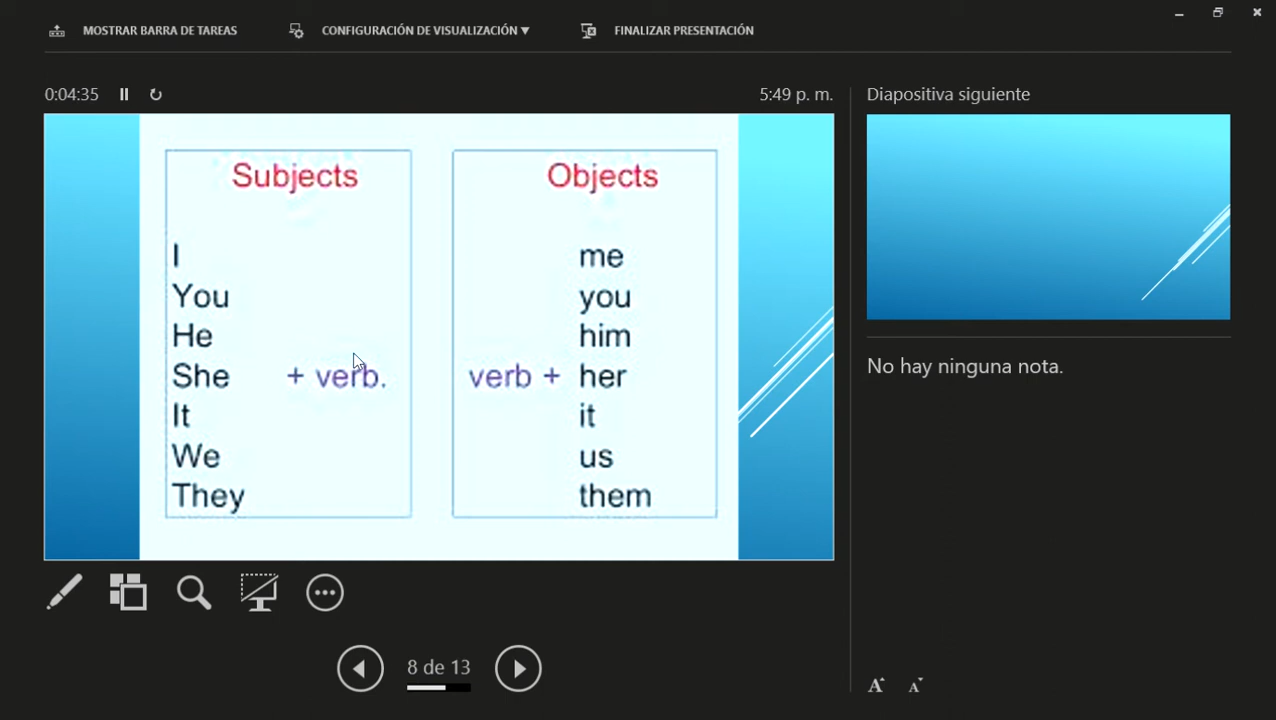 MOSTRAR BARRA DE TAREAS CONFIGURACIÓN DE VISUALIZACIÓN ▼ FINALIZAR PRESENTACIÓN
0:04:35 5:49 p. m.
Subjects
I
You
He
She + verb.
It
We
They
Objects
me
you
him
verb + her
it
us
them
8 de 13
Diapositiva siguiente
No hay ninguna nota.
A A